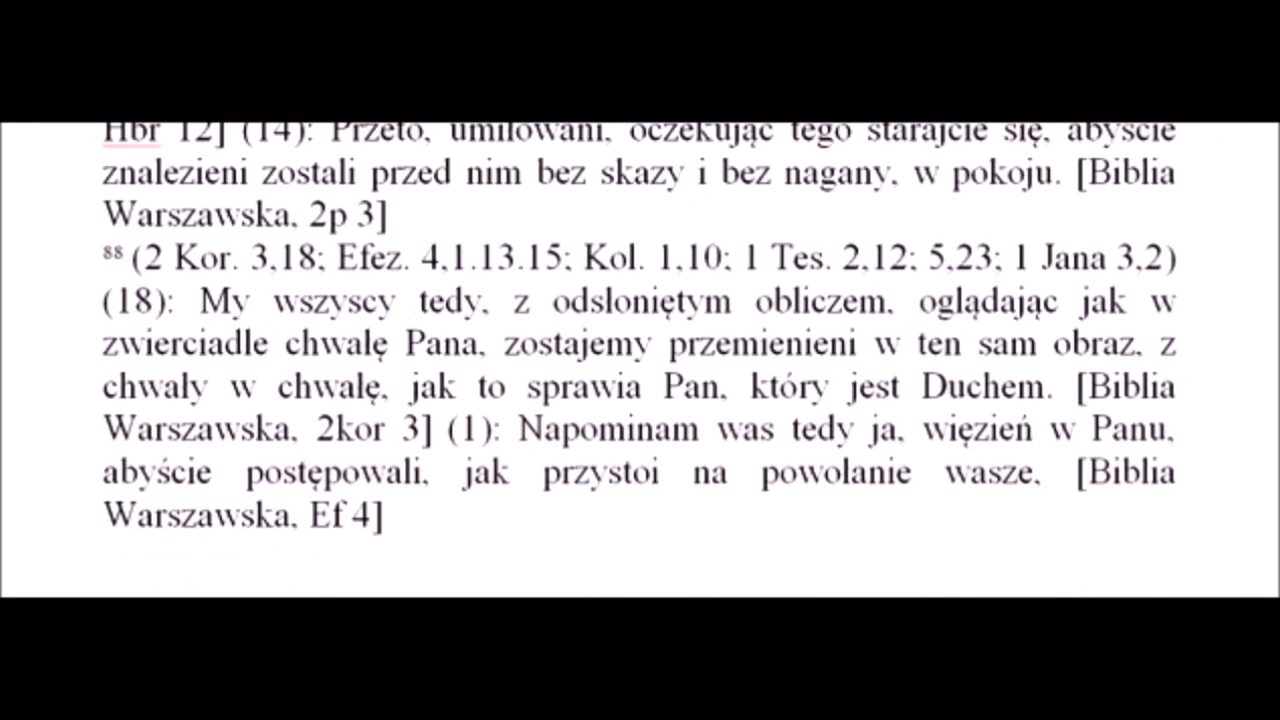 Hbr 12] (14): Przeto, umiłowani, oczekując tego starajcie się, abyście
znalezieni zostali przed nim bez skazy i bez nagany, w pokoju. [Biblia
Warszawska, 2p 3]
⁸⁸ (2 Kor. 3,18; Efez. 4,1.13.15; Kol. 1,10; 1 Tes. 2,12; 5,23; 1 Jana 3,2)
(18): My wszyscy tedy, z odsłoniętym obliczem, oglądając jak w
zwierciadle chwałę Pana, zostajemy przemienieni w ten sam obraz, z
chwały w chwałę, jak to sprawia Pan, który jest Duchem. [Biblia
Warszawska, 2kor 3] (1): Napominam was tedy ja, więzień w Panu,
abyście postępowali, jak przystoi na powołanie wasze, [Biblia
Warszawska, Ef 4]